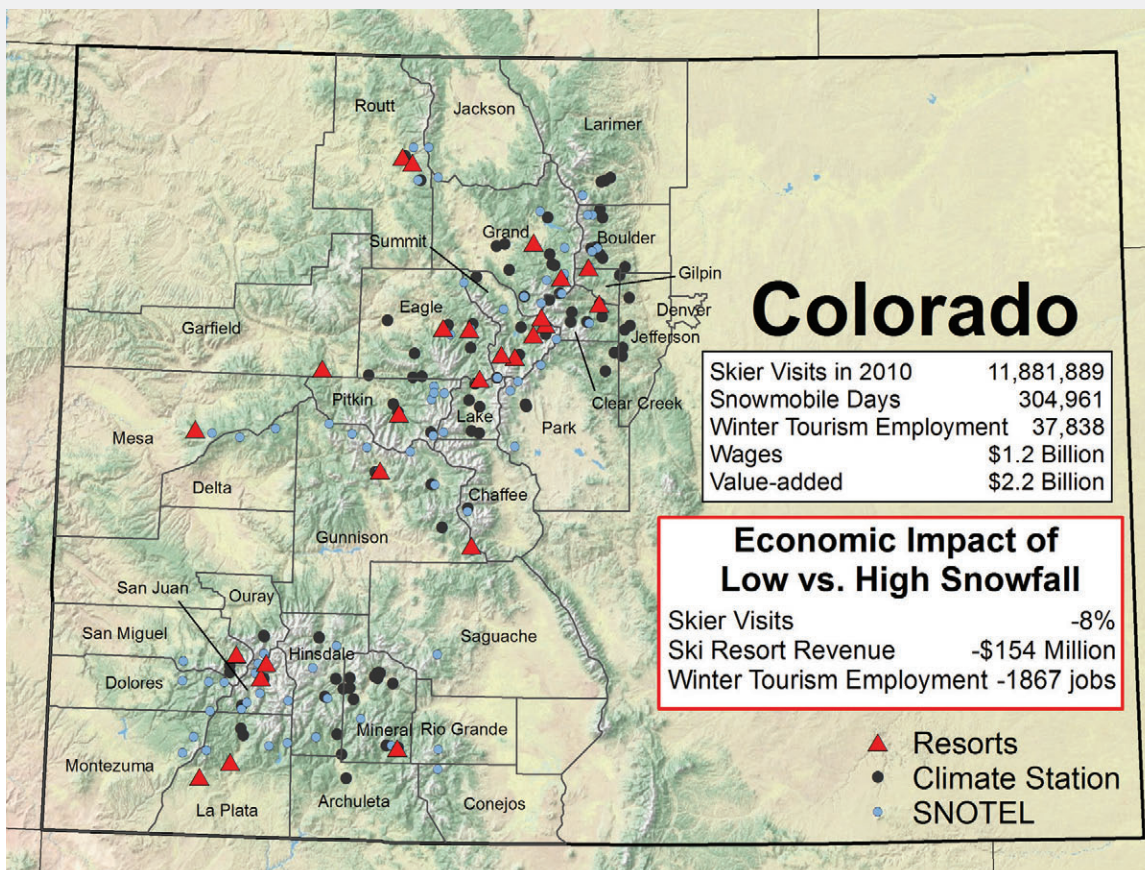 Routt
Jackson
Larimer
Grand
Summit
Boulder
Gilpin
Eagle
Denver
Garfield
Jefferson
Colorado
Pitkin
Lake
Clear Creek
Park
Mesa
Delta
Chaffee
Gunnison
Skier Visits in 2010 11,881,889
Snowmobile Days 304,961
Winter Tourism Employment 37,838
Wages $1.2 Billion
Value-added $2.2 Billion
Economic Impact of
Low vs. High Snowfall
Skier Visits -8%
Ski Resort Revenue -$154 Million
Winter Tourism Employment -1867 jobs
San Juan
Ouray
San Miguel
Hinsdale
Saguache
Dolores
Mineral
Rio Grande
Montezuma
La Plata
Archuleta
Conejos
Resorts
Climate Station
SNOTEL